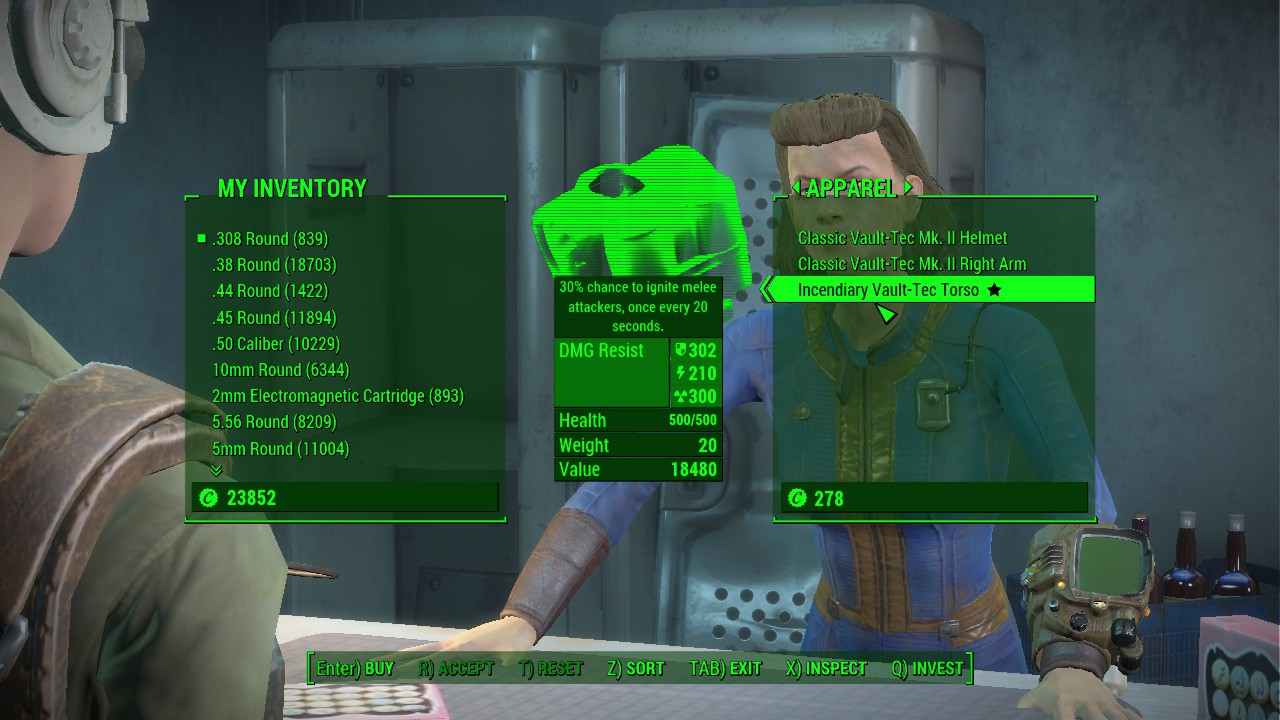 MY INVENTORY
.308 Round (839)
.38 Round (18703)
.44 Round (1422)
.45 Round (11894)
.50 Caliber (10229)
10mm Round (6344)
2mm Electromagnetic Cartridge (893)
5.56 Round (8209)
5mm Round (11004)
23852
30% chance to ignite melee
attackers, once every 20
seconds.
DMG Resist 302
210
300
Health 500/500
Weight 20
Value 18480
APPAREL
Classic Vault-Tec Mk. II Helmet
Classic Vault-Tec Mk. II Right Arm
Incendiary Vault-Tec Torso ★
278
Enter) BUY R) ACCEPT T) RESET Z) SORT TAB) EXIT X) INSPECT Q) INVEST